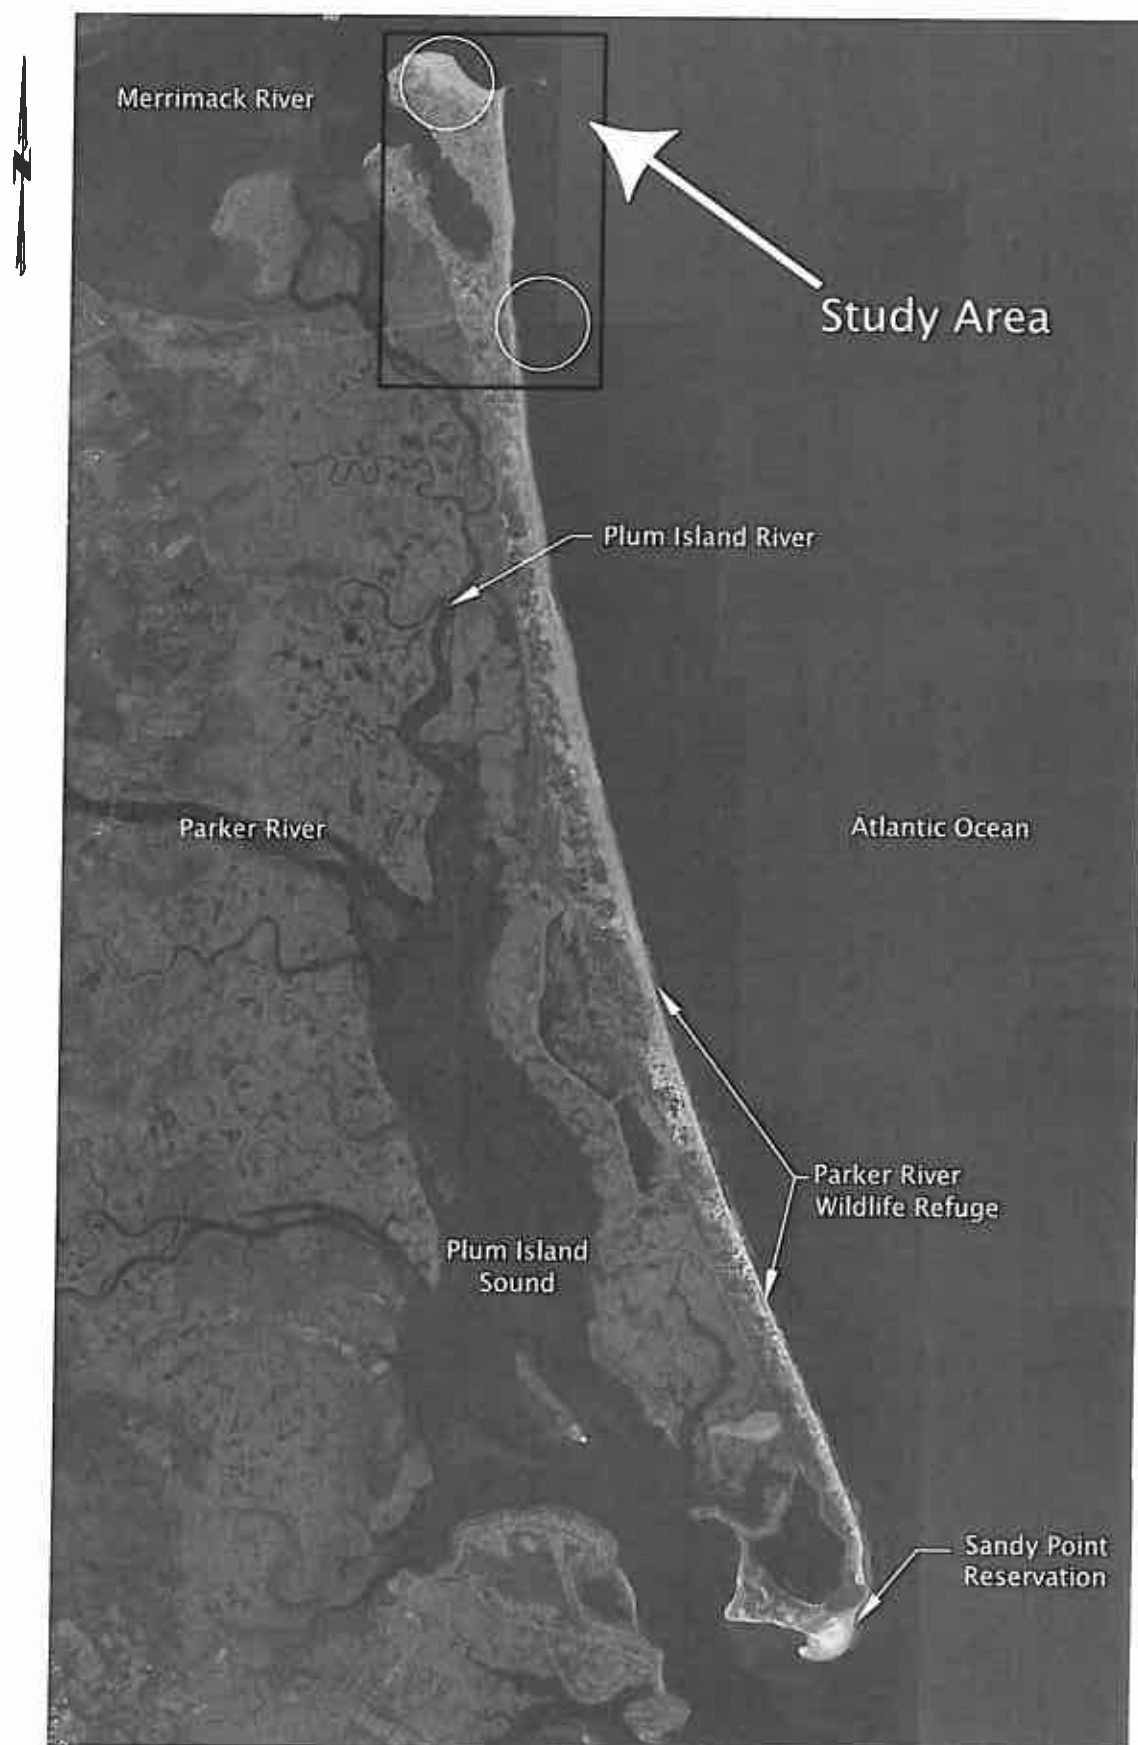 N
Merrimack River
Study Area
Plum Island River
Parker River
Atlantic Ocean
Parker River
Wildlife Refuge
Plum Island
Sound
Sandy Point
Reservation